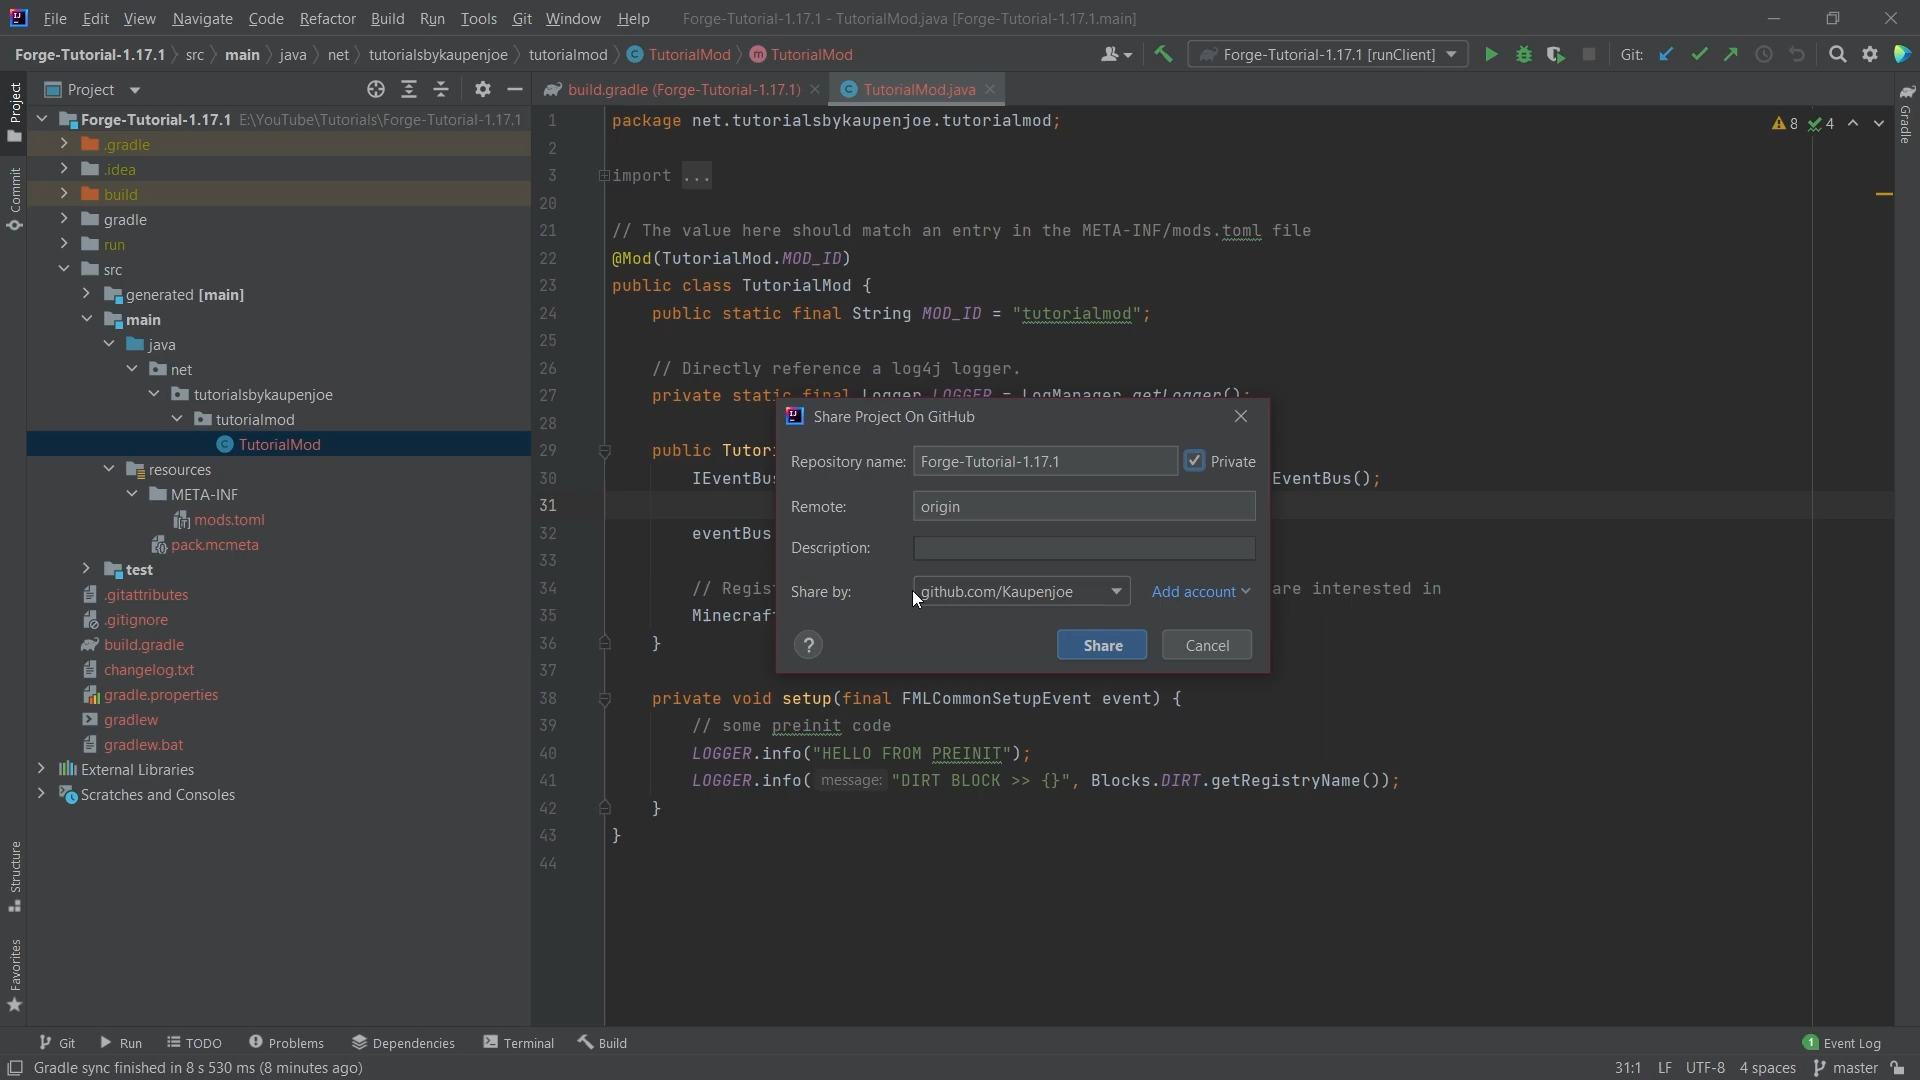 File Edit View Navigate Code Refactor Build Run Tools Git Window Help Forge-Tutorial-1.17.1 - TutorialMod.java [Forge-Tutorial-1.17.1.main]
Forge-Tutorial-1.17.1 src main java net tutorialsbykaupenjoe tutorialmod TutorialMod TutorialMod Forge-Tutorial-1.17.1 [runClient] Git:
Project
build.gradle (Forge-Tutorial-1.17.1) TutorialMod.java
Project
Commit
Structure
Favorites
Gradle
Forge-Tutorial-1.17.1 E:\YouTube\Tutorials\Forge-Tutorial-1.17.1
.gradle
.idea
build
gradle
run
src
generated [main]
main
java
net
tutorialsbykaupenjoe
tutorialmod
TutorialMod
resources
META-INF
mods.toml
pack.mcmeta
test
.gitattributes
.gitignore
build.gradle
changelog.txt
gradle.properties
gradlew
gradlew.bat
External Libraries
Scratches and Consoles
8 4
1 package net.tutorialsbykaupenjoe.tutorialmod;
2
3 import ...
20
21 // The value here should match an entry in the META-INF/mods.toml file
22 @Mod(TutorialMod.MOD_ID)
23 public class TutorialMod {
24 public static final String MOD_ID = "tutorialmod";
25
26 // Directly reference a log4j logger.
27 private static final Logger LOGGER = LogManager.getLogger();
28
29 public Tutor
30 IEventBu EventBus();
31
32 eventBus
33
34 // Regis are interested in
35 Minecraf
36 }
37
38 private void setup(final FMLCommonSetupEvent event) {
39 // some preinit code
40 LOGGER.info("HELLO FROM PREINIT");
41 LOGGER.info( message: "DIRT BLOCK >> {}", Blocks.DIRT.getRegistryName());
42 }
43 }
44
Share Project On GitHub
Repository name: Forge-Tutorial-1.17.1 Private
Remote: origin
Description:
Share by: github.com/Kaupenjoe Add account
? Share Cancel
Git Run TODO Problems Dependencies Terminal Build 1 Event Log
Gradle sync finished in 8 s 530 ms (8 minutes ago) 31:1 LF UTF-8 4 spaces master